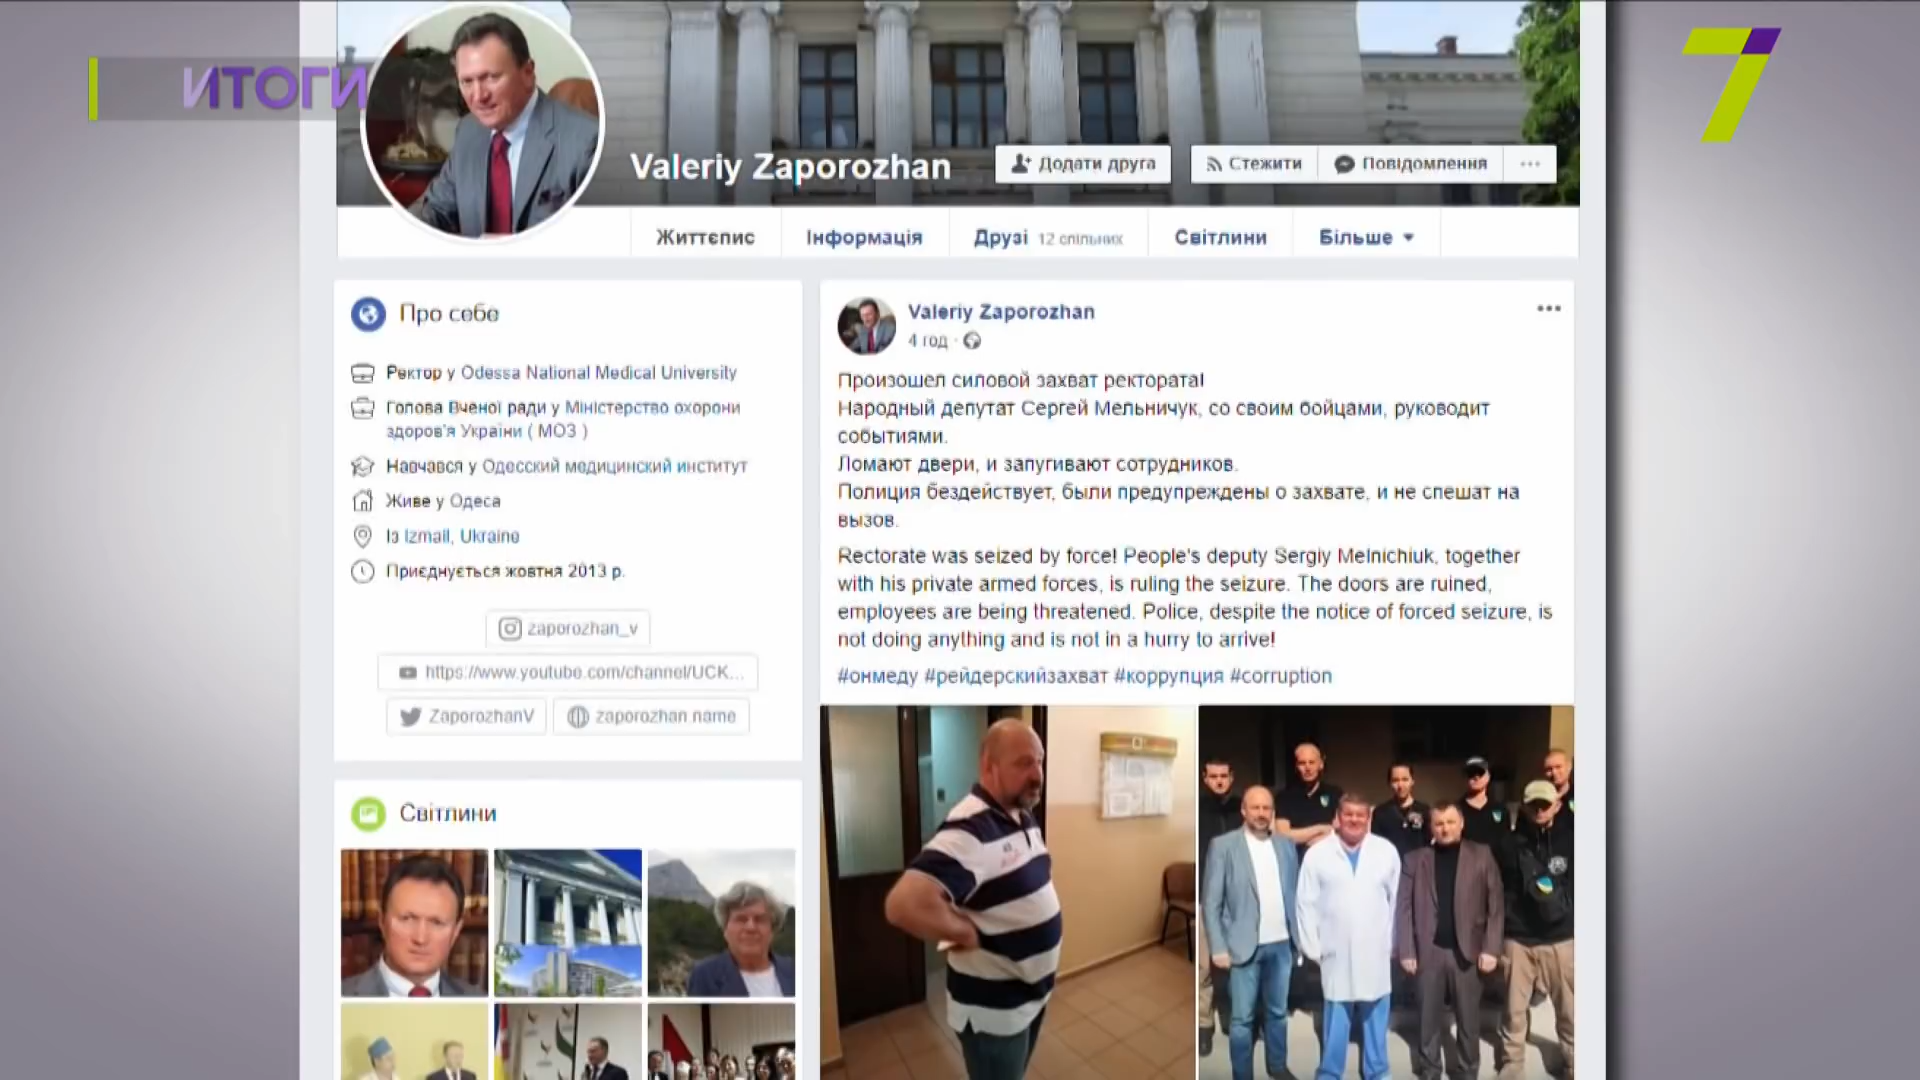 ИТОГИ
7
Valeriy Zaporozhan
Додати друга
Стежити
Повідомлення
Життєпис
Інформація
Друзі 12 спільних
Світлини
Більше
Про себе
Ректор у Odessa National Medical University
Голова Вченої ради у Міністерство охорони
здоров'я України ( МОЗ )
Навчався у Одесский медицинский институт
Живе у Одеса
Із Izmail, Ukraine
Приєднується жовтня 2013 р.
zaporozhan_v
https://www.youtube.com/channel/UCK...
ZaporozhanV
zaporozhan.name
Світлини
Valeriy Zaporozhan
4 год ·
Произошел силовой захват ректората!
Народный депутат Сергей Мельничук, со своим бойцами, руководит
событиями.
Ломают двери, и запугивают сотрудников.
Полиция бездействует, были предупреждены о захвате, и не спешат на
вызов.
Rectorate was seized by force! People's deputy Sergiy Melnichiuk, together
with his private armed forces, is ruling the seizure. The doors are ruined,
employees are being threatened. Police, despite the notice of forced seizure, is
not doing anything and is not in a hurry to arrive!
#онмеду #рейдерскийзахват #коррупция #corruption